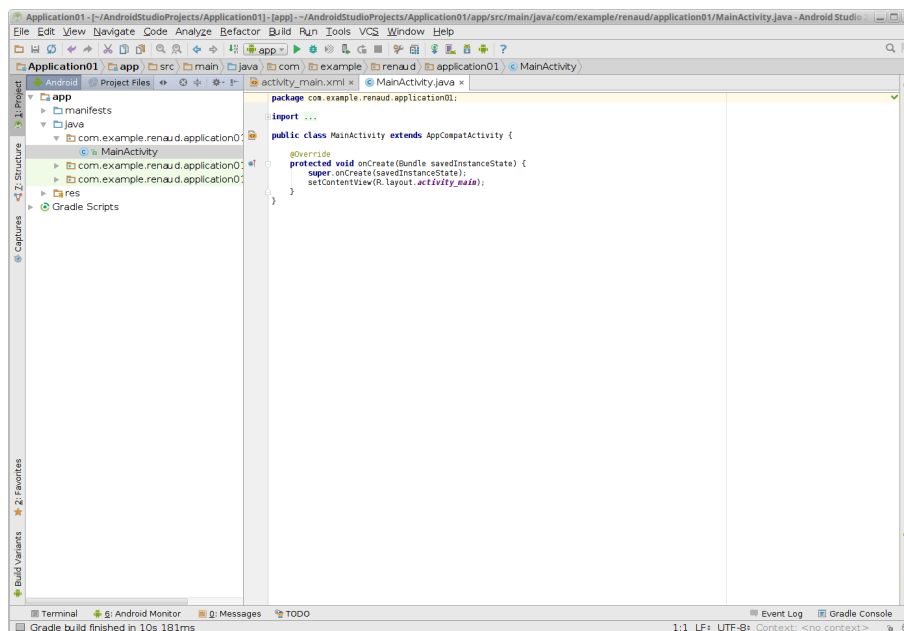 Application01 - [~/AndroidStudioProjects/Application01] - [app] - ~/AndroidStudioProjects/Application01/app/src/main/java/com/example/renaud/application01/MainActivity.java - Android Studio
File Edit View Navigate Code Analyze Refactor Build Run Tools VCS Window Help
app
Application01 app src main java com example renaud application01 MainActivity
1: Project
Z: Structure
Captures
2: Favorites
Build Variants
Android Project Files
app
manifests
java
com.example.renaud.application01
MainActivity
com.example.renaud.application01
com.example.renaud.application01
res
Gradle Scripts
activity_main.xml × MainActivity.java ×
package com.example.renaud.application01;
import ...
public class MainActivity extends AppCompatActivity {
@Override
protected void onCreate(Bundle savedInstanceState) {
super.onCreate(savedInstanceState);
setContentView(R.layout.activity_main);
}
}
Terminal 6: Android Monitor 0: Messages TODO Event Log Gradle Console
Gradle build finished in 10s 181ms 1:1 LF÷ UTF-8÷ Context: <no context>